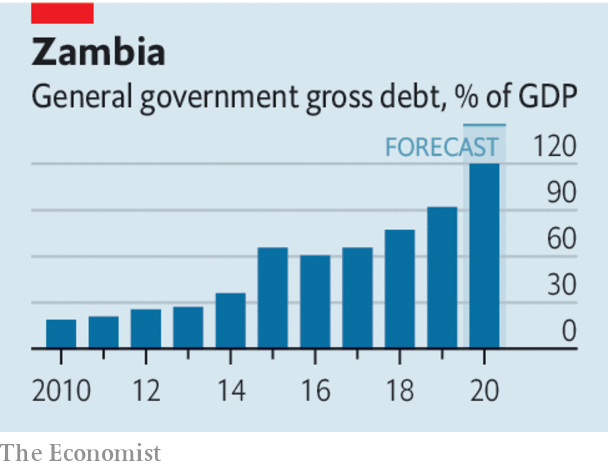 Zambia
General government gross debt, % of GDP
FORECAST
120
90
60
30
0
2010 12 14 16 18 20
The Economist